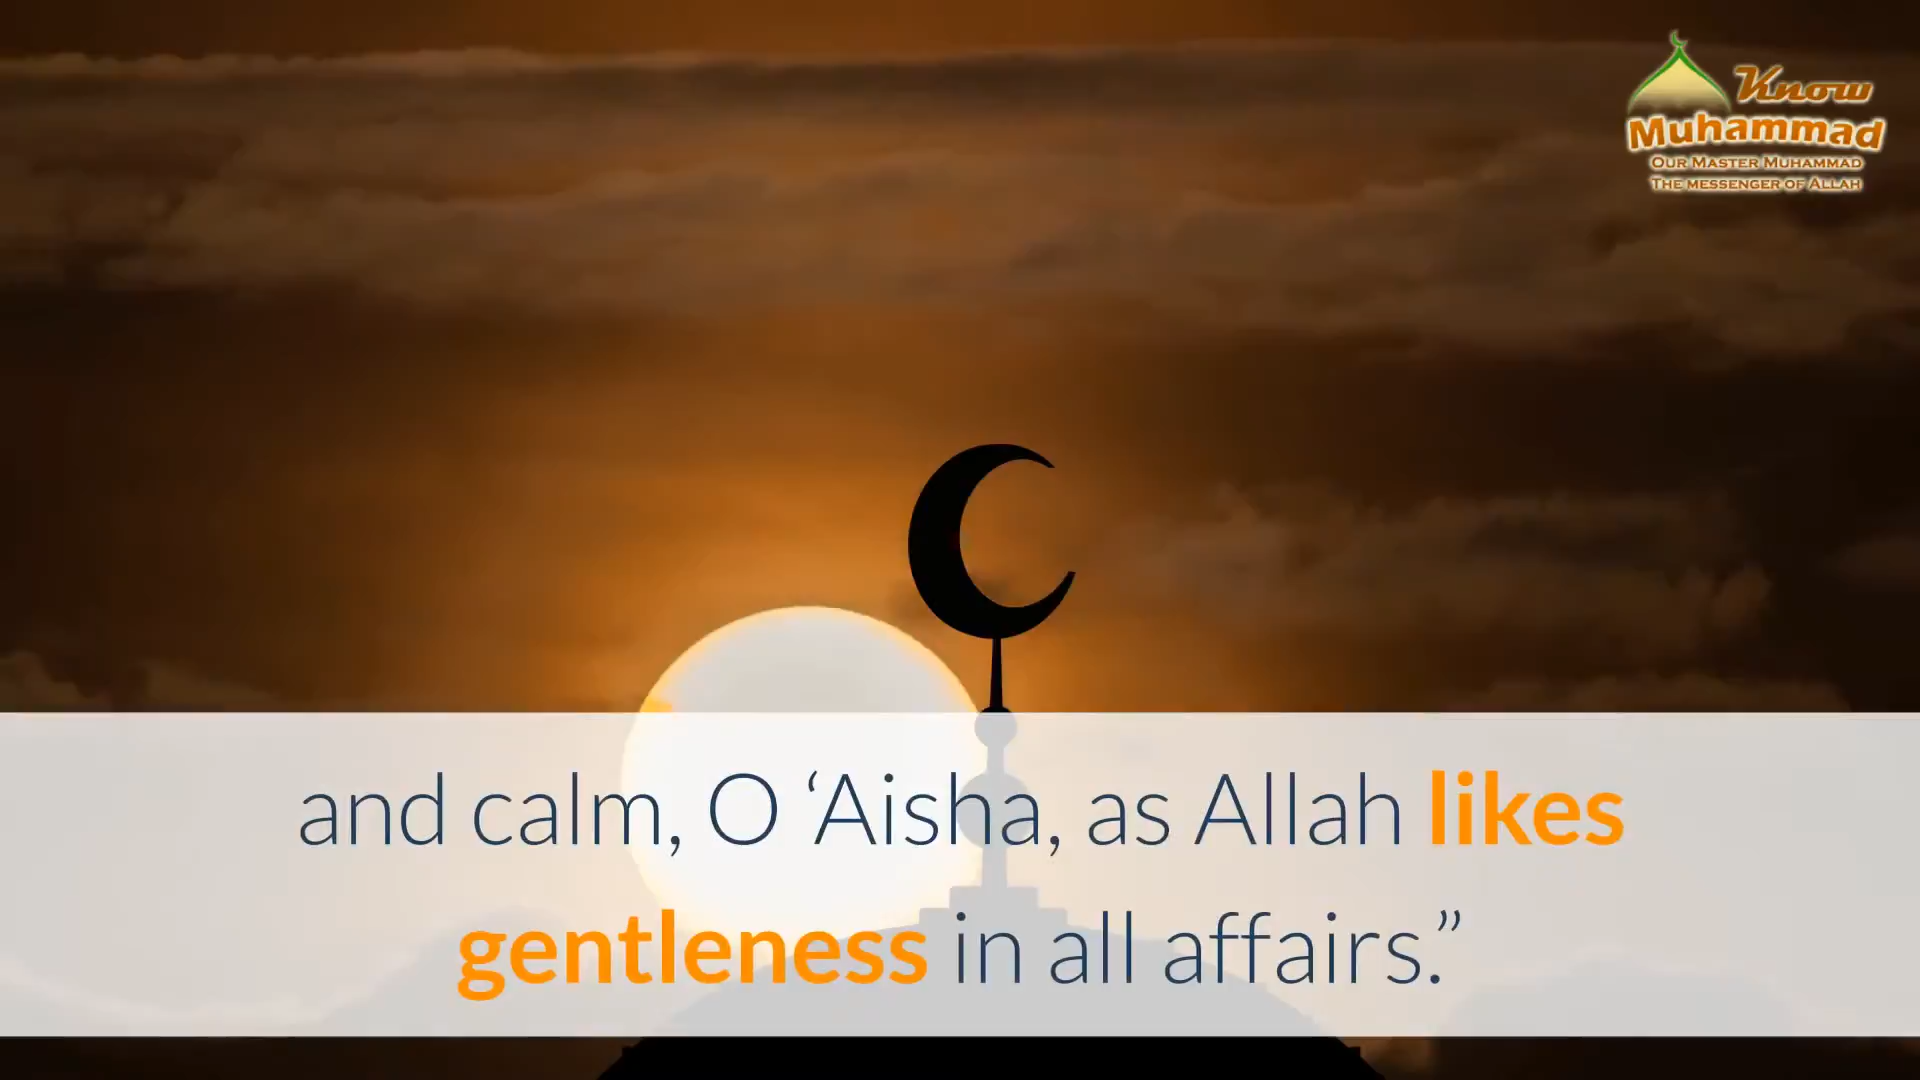 Know
Muhammad
OUR MASTER MUHAMMAD
THE MESSENGER OF ALLAH
and calm, O ‘Aisha, as Allah likes
gentleness in all affairs.”